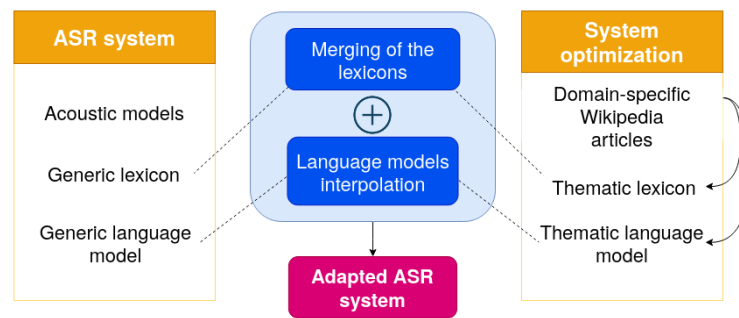 ASR system
Acoustic models
Generic lexicon
Generic language
model
Merging of the
lexicons
Language models
interpolation
Adapted ASR
system
System
optimization
Domain-specific
Wikipedia
articles
Thematic lexicon
Thematic language
model